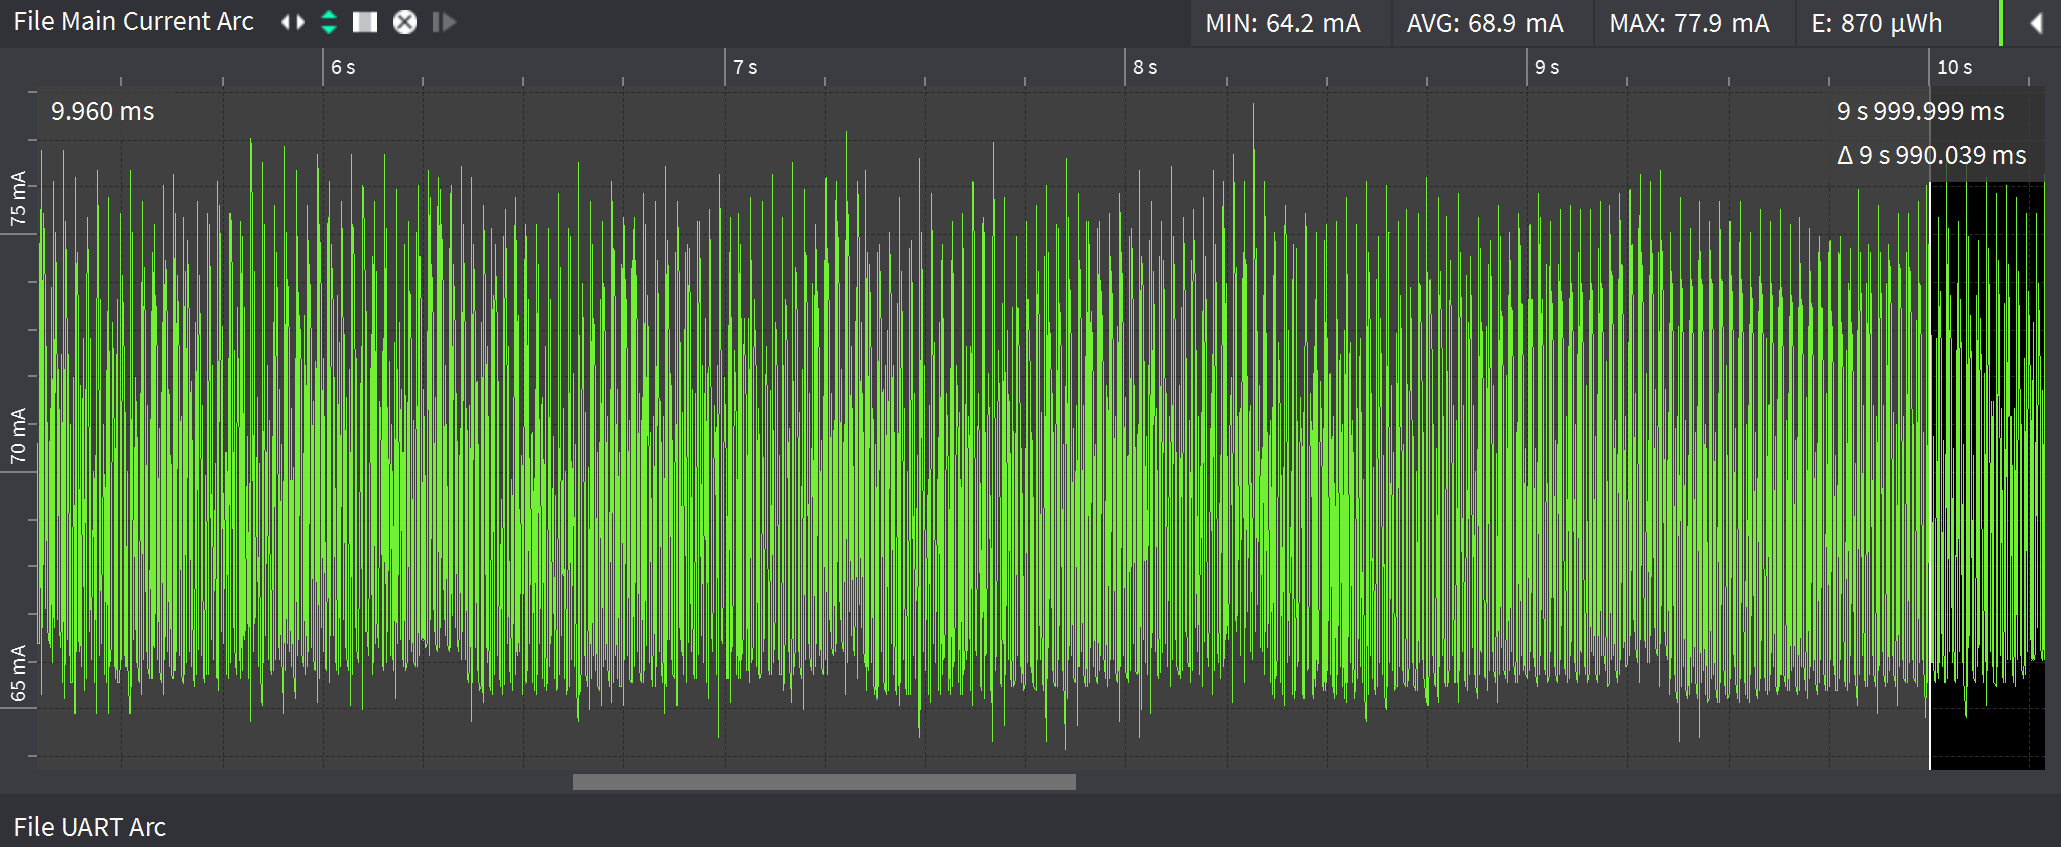 File Main Current Arc
MIN: 64.2 mA AVG: 68.9 mA MAX: 77.9 mA E: 870 µWh
6 s 7 s 8 s 9 s 10 s
9.960 ms
9 s 999.999 ms
Δ 9 s 990.039 ms
75 mA
70 mA
65 mA
File UART Arc